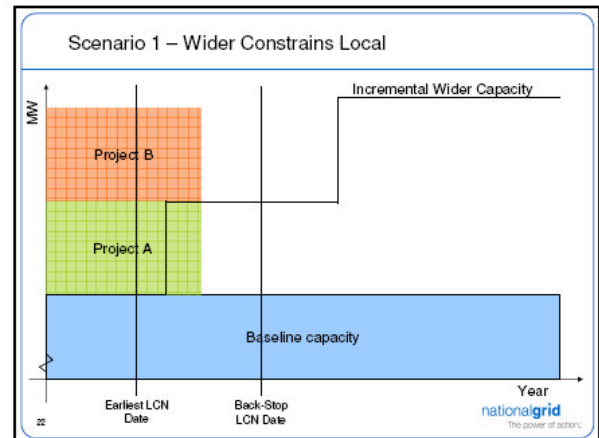 Scenario 1 – Wider Constrains Local
MW
Incremental Wider Capacity
Project B
Project A
Baseline capacity
Year
Earliest LCN
Date
Back-Stop
LCN Date
22
nationalgrid
The power of action.